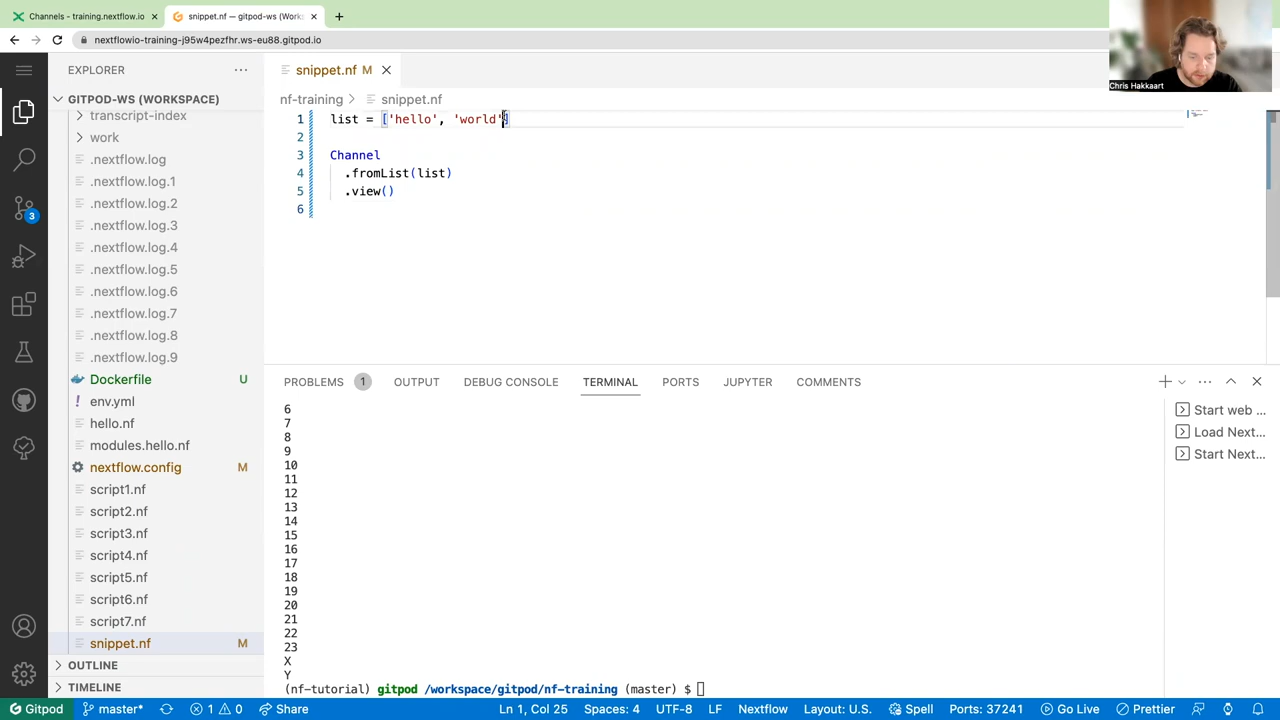 Channels - training.nextflow.io
snippet.nf — gitpod-ws (Works
nextflowio-training-j95w4pezfhr.ws-eu88.gitpod.io
Chris Hakkaart
EXPLORER
GITPOD-WS (WORKSPACE)
transcript-index
work
.nextflow.log
.nextflow.log.1
.nextflow.log.2
.nextflow.log.3
.nextflow.log.4
.nextflow.log.5
.nextflow.log.6
.nextflow.log.7
.nextflow.log.8
.nextflow.log.9
Dockerfile U
env.yml
hello.nf
modules.hello.nf
nextflow.config M
script1.nf
script2.nf
script3.nf
script4.nf
script5.nf
script6.nf
script7.nf
snippet.nf M
OUTLINE
TIMELINE
3
snippet.nf M
nf-training > snippet.nf
1 list = ['hello', 'world']
2
3 Channel
4 .fromList(list)
5 .view()
6
PROBLEMS 1 OUTPUT DEBUG CONSOLE TERMINAL PORTS JUPYTER COMMENTS
6
7
8
9
10
11
12
13
14
15
16
17
18
19
20
21
22
23
X
Y
(nf-tutorial) gitpod /workspace/gitpod/nf-training (master) $
Start web ...
Load Next...
Start Next...
Gitpod master* 1 0 Share Ln 1, Col 25 Spaces: 4 UTF-8 LF Nextflow Layout: U.S. Spell Ports: 37241 Go Live Prettier